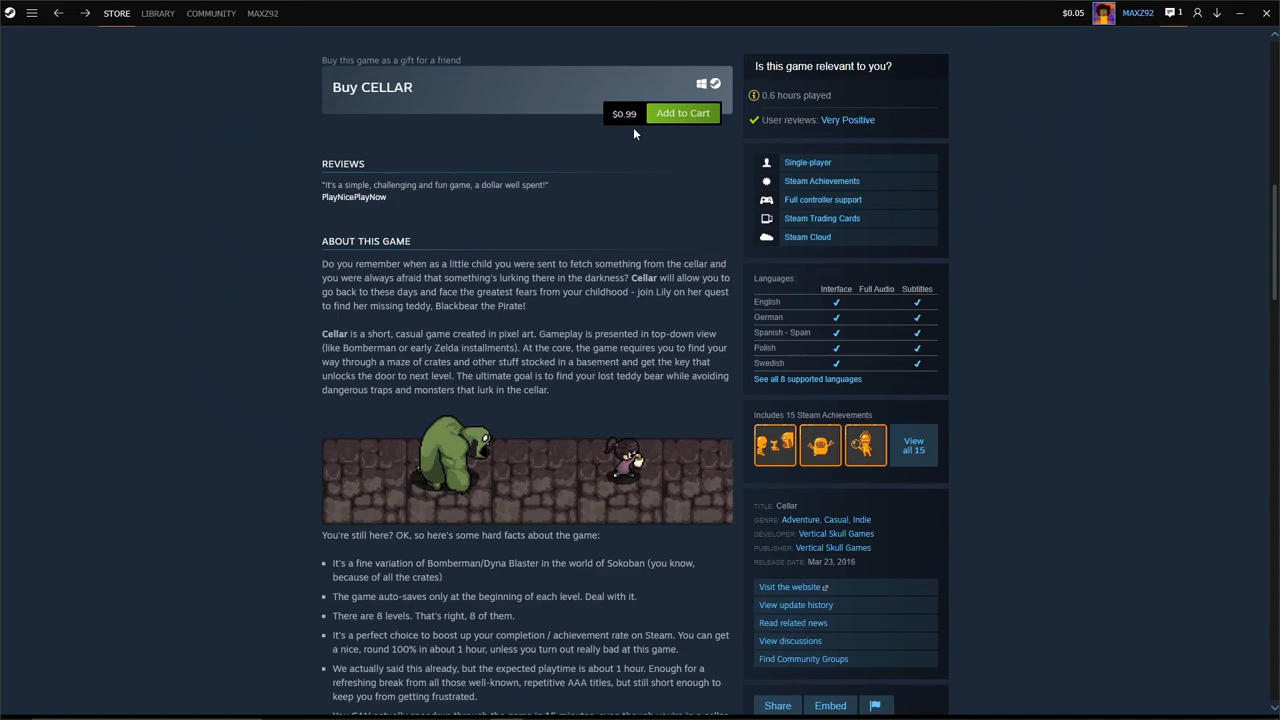 STORE LIBRARY COMMUNITY MAXZ92
$0.05 MAXZ92 1
Buy this game as a gift for a friend
Buy CELLAR
$0.99 Add to Cart
REVIEWS
"It's a simple, challenging and fun game, a dollar well spent!"
PlayNicePlayNow
ABOUT THIS GAME
Do you remember when as a little child you were sent to fetch something from the cellar and
you were always afraid that something's lurking there in the darkness? Cellar will allow you to
go back to these days and face the greatest fears from your childhood - join Lily on her quest
to find her missing teddy, Blackbear the Pirate!
Cellar is a short, casual game created in pixel art. Gameplay is presented in top-down view
(like Bomberman or early Zelda installments). At the core, the game requires you to find your
way through a maze of crates and other stuff stocked in a basement and get the key that
unlocks the door to next level. The ultimate goal is to find your lost teddy bear while avoiding
dangerous traps and monsters that lurk in the cellar.
You're still here? OK, so here's some hard facts about the game:
It's a fine variation of Bomberman/Dyna Blaster in the world of Sokoban (you know,
because of all the crates)
The game auto-saves only at the beginning of each level. Deal with it.
There are 8 levels. That's right, 8 of them.
It's a perfect choice to boost up your completion / achievement rate on Steam. You can get
a nice, round 100% in about 1 hour, unless you turn out really bad at this game.
We actually said this already, but the expected playtime is about 1 hour. Enough for a
refreshing break from all those well-known, repetitive AAA titles, but still short enough to
keep you from getting frustrated.
Is this game relevant to you?
0.6 hours played
User reviews: Very Positive
Single-player
Steam Achievements
Full controller support
Steam Trading Cards
Steam Cloud
Languages:
Interface Full Audio Subtitles
English ✓ ✓
German ✓ ✓
Spanish - Spain ✓ ✓
Polish ✓ ✓
Swedish ✓ ✓
See all 8 supported languages
Includes 15 Steam Achievements
View
all 15
TITLE: Cellar
GENRE: Adventure, Casual, Indie
DEVELOPER: Vertical Skull Games
PUBLISHER: Vertical Skull Games
RELEASE DATE: Mar 23, 2016
Visit the website
View update history
Read related news
View discussions
Find Community Groups
Share Embed